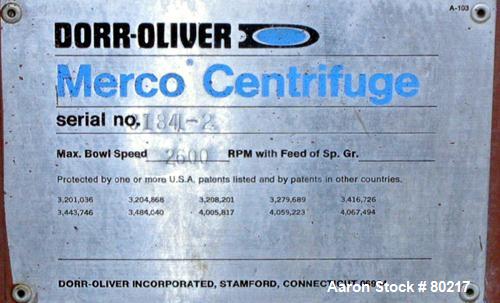 A-103
DORR-OLIVER
Merco® Centrifuge
serial no. 184-2
Max. Bowl Speed 2600 RPM with Feed of Sp. Gr.
Protected by one or more U.S.A. patents listed and by patents in other countries.
3,201,036 3,204,868 3,208,201 3,279,689 3,416,726
3,443,746 3,484,040 4,005,817 4,059,223 4,067,494
DORR-OLIVER INCORPORATED, STAMFORD, CONNECTICUT
Aaron Stock # 80217